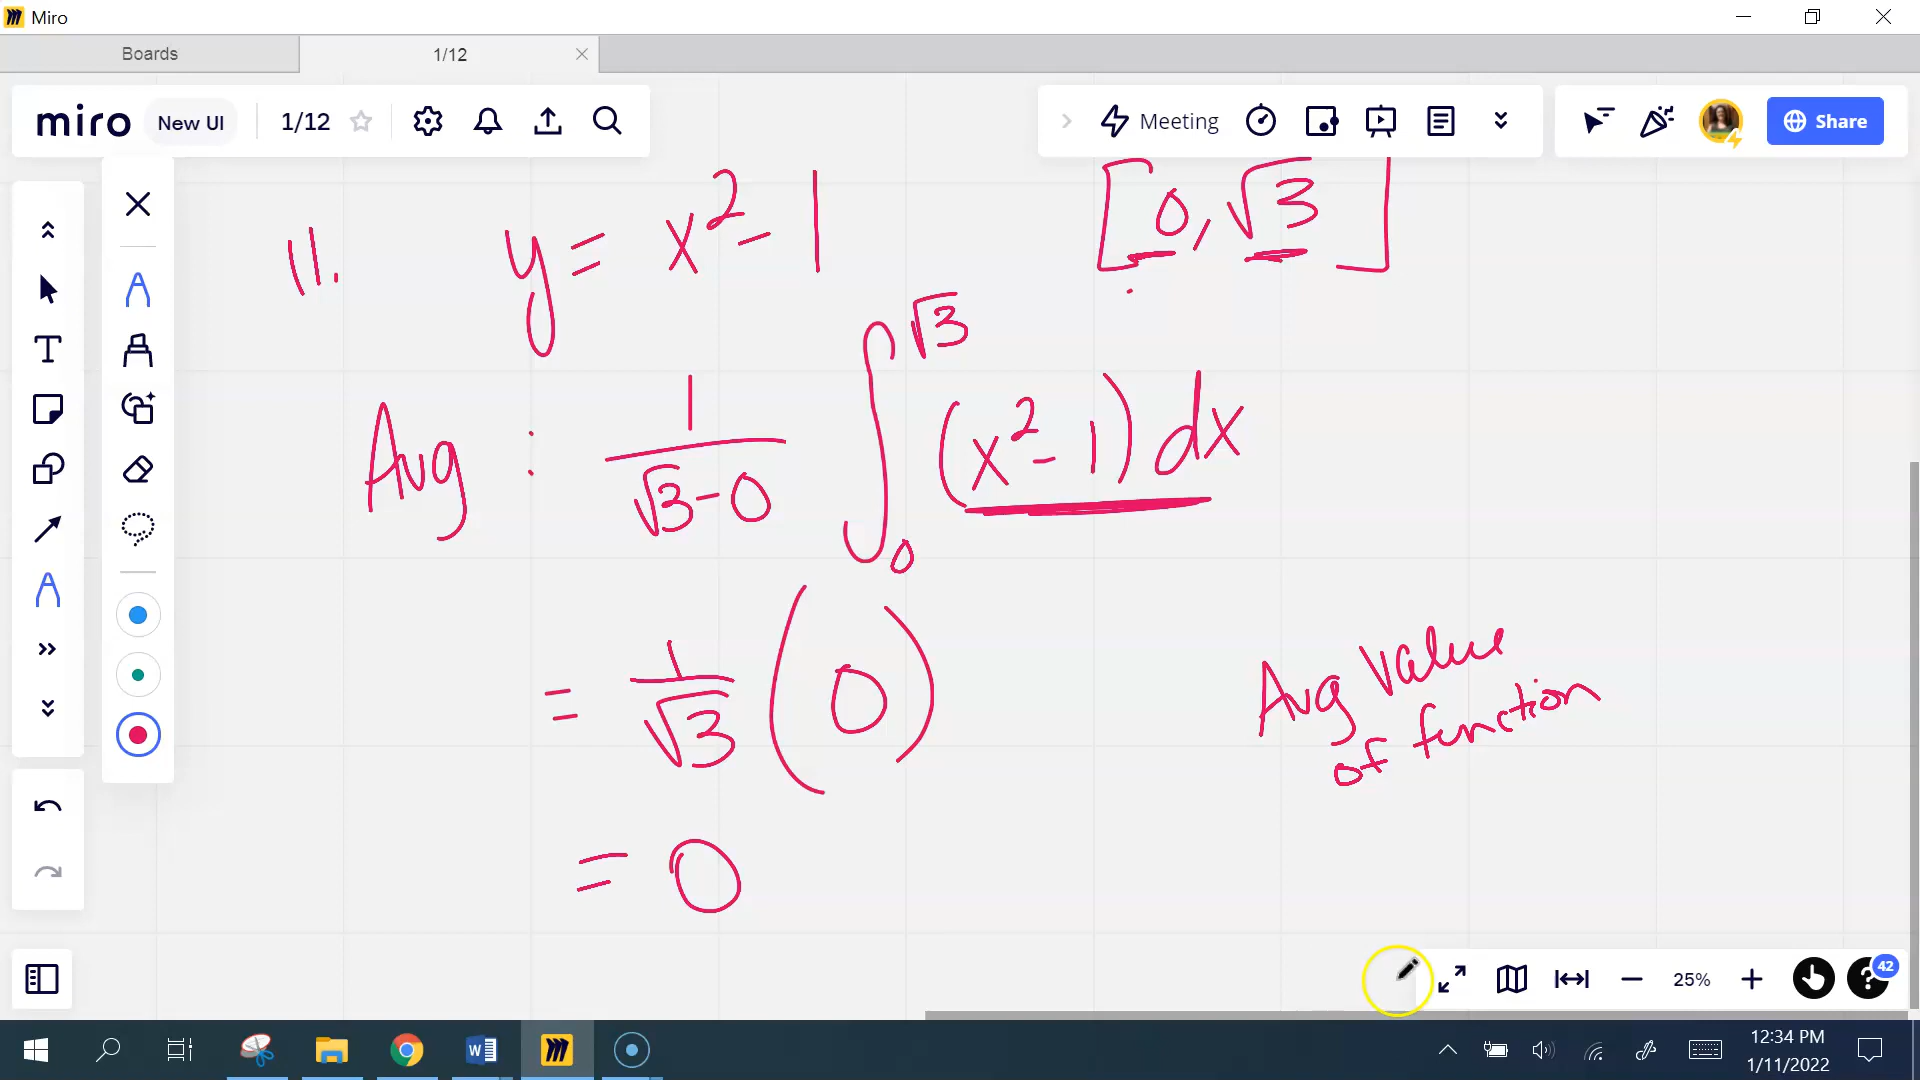 Miro
Boards
1/12
miro
New UI
1/12
Meeting
Share
11. y = x² - 1 [0, √3]
Avg : 1/(√3 - 0) ∫₀^√3 (x² - 1) dx
= 1/√3 (0)
Avg value
of function
= 0
25%
42
12:34 PM
1/11/2022